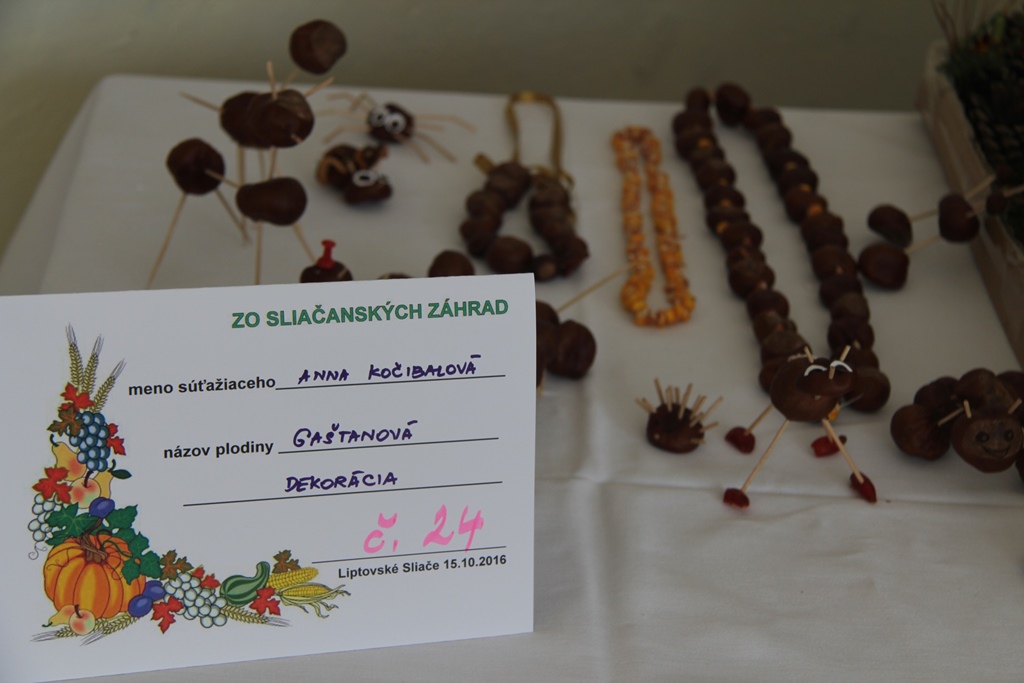 ZO SLIAČANSKÝCH ZÁHRAD
meno súťažiaceho ANNA KOČIBALOVÁ
názov plodiny GAŠTANOVÁ
DEKORÁCIA
č. 24
Liptovské Sliače 15.10.2016